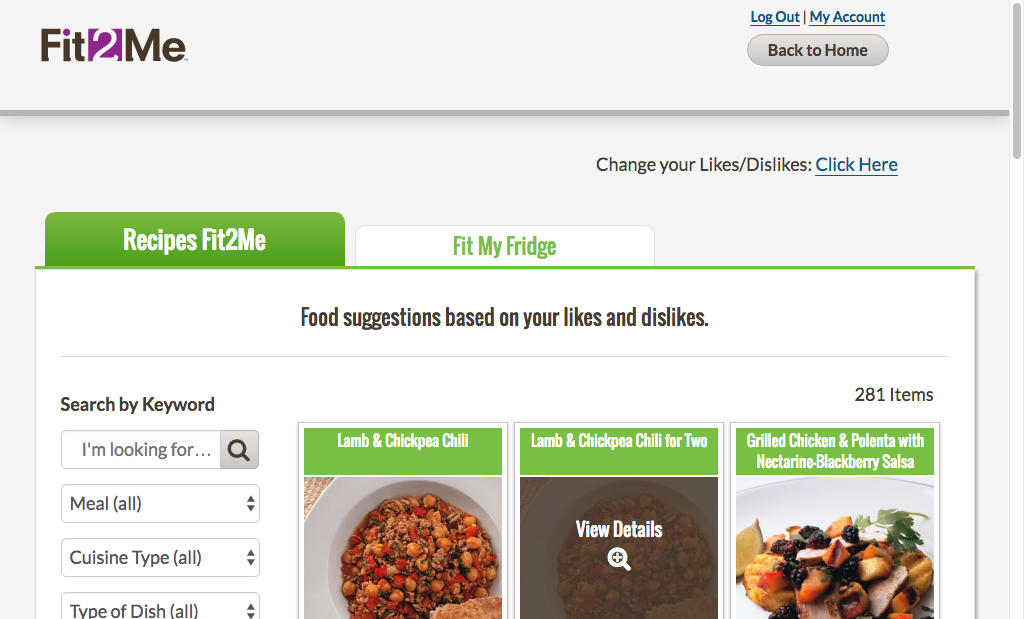 Log Out | My Account
Fit2Me
Back to Home
Change your Likes/Dislikes: Click Here
Recipes Fit2Me
Fit My Fridge
Food suggestions based on your likes and dislikes.
281 Items
Search by Keyword
I'm looking for...
Meal (all)
Cuisine Type (all)
Type of Dish (all)
Lamb & Chickpea Chili
Lamb & Chickpea Chili for Two
View Details
Grilled Chicken & Polenta with
Nectarine-Blackberry Salsa